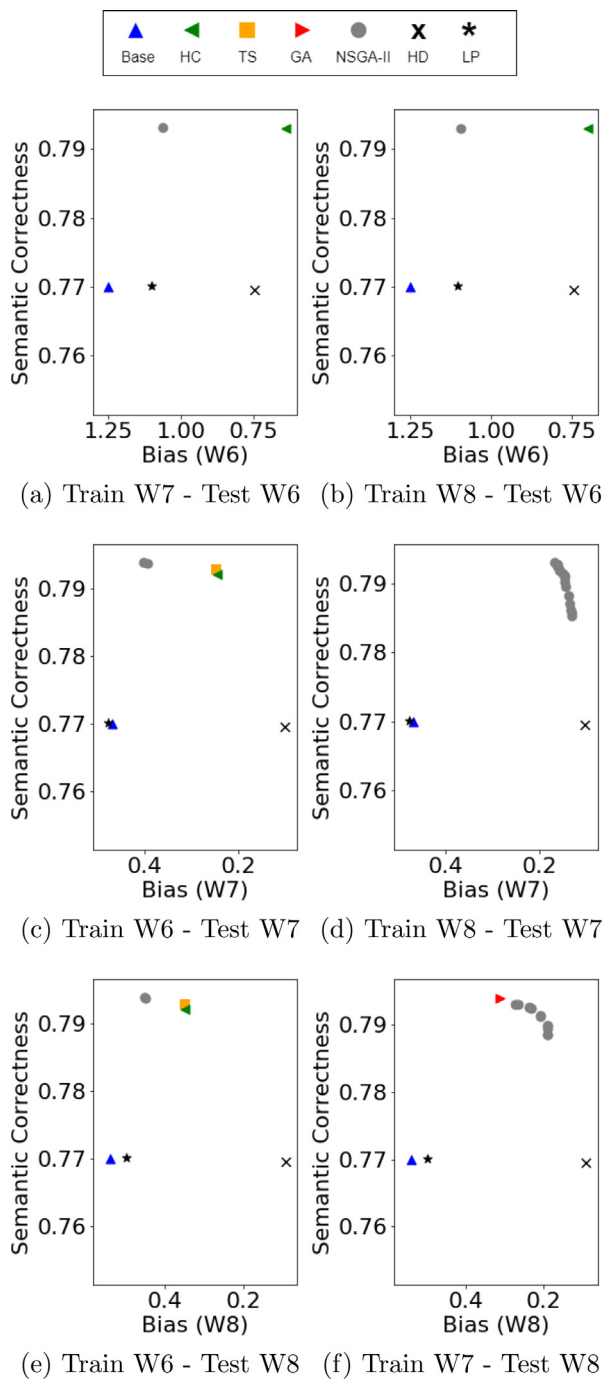 Base HC TS GA NSGA-II HD LP
Semantic Correctness
0.79
0.78
0.77
0.76
1.25 1.00 0.75
Bias (W6)
(a) Train W7 - Test W6
Semantic Correctness
0.79
0.78
0.77
0.76
1.25 1.00 0.75
Bias (W6)
(b) Train W8 - Test W6
Semantic Correctness
0.79
0.78
0.77
0.76
0.4 0.2
Bias (W7)
(c) Train W6 - Test W7
Semantic Correctness
0.79
0.78
0.77
0.76
0.4 0.2
Bias (W7)
(d) Train W8 - Test W7
Semantic Correctness
0.79
0.78
0.77
0.76
0.4 0.2
Bias (W8)
(e) Train W6 - Test W8
Semantic Correctness
0.79
0.78
0.77
0.76
0.4 0.2
Bias (W8)
(f) Train W7 - Test W8